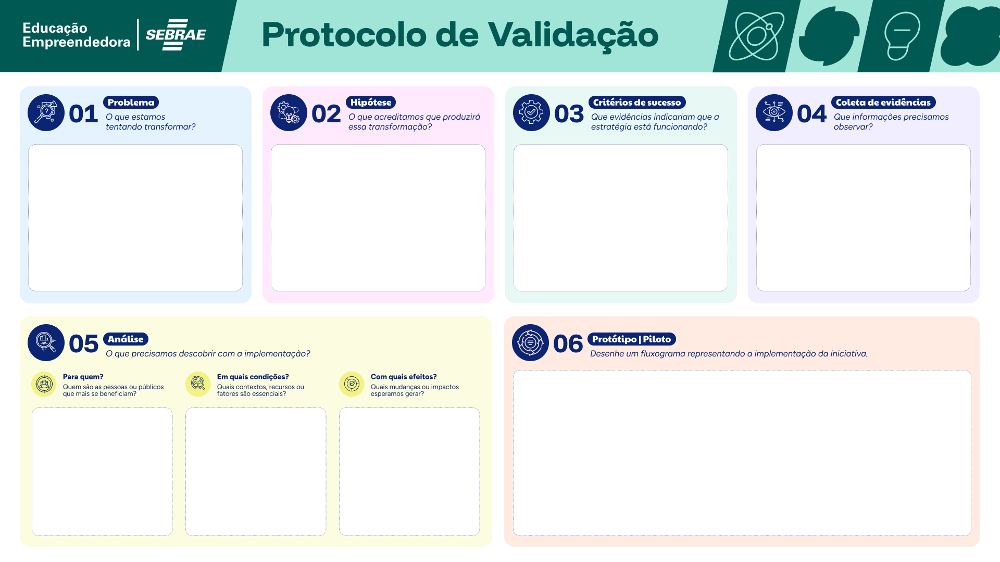 Educação
Empreendedora
SEBRAE
Protocolo de Validação
01
Problema
O que estamos
tentando transformar?
02
Hipótese
O que acreditamos que produzirá
essa transformação?
03
Critérios de sucesso
Que evidências indicariam que a
estratégia está funcionando?
04
Coleta de evidências
Que informações precisamos
observar?
05
Análise
O que precisamos descobrir com a implementação?
Para quem?
Quem são as pessoas ou públicos
que mais se beneficiam?
Em quais condições?
Quais contextos, recursos ou
fatores são essenciais?
Com quais efeitos?
Quais mudanças ou impactos
esperamos gerar?
06
Protótipo | Piloto
Desenhe um fluxograma representando a implementação da iniciativa.